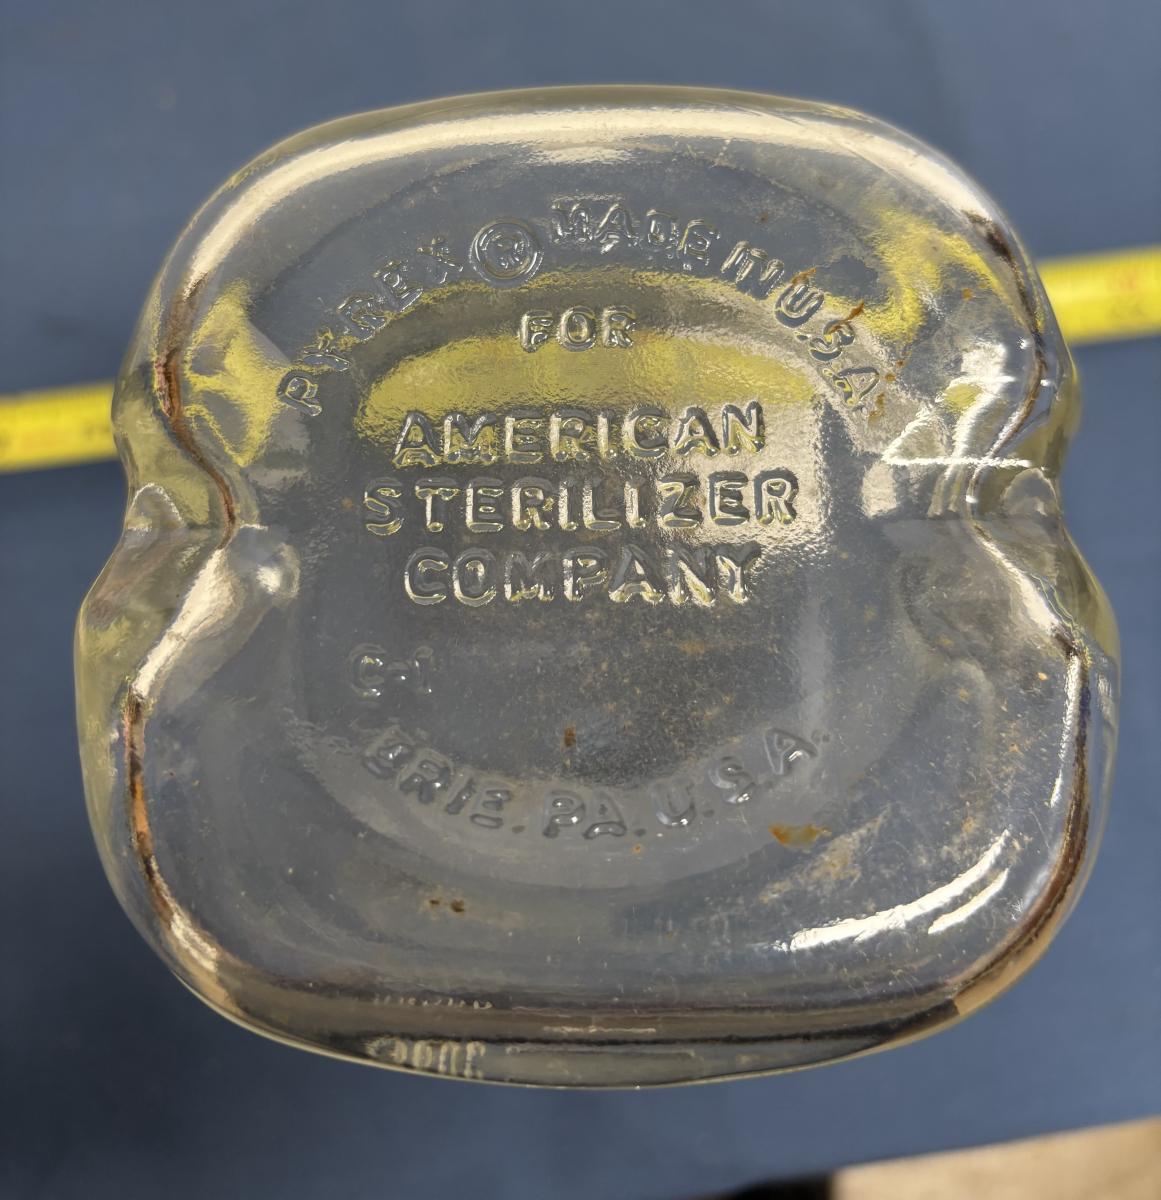 PYREX ® MADE IN U.S.A.
FOR
AMERICAN
STERILIZER
COMPANY
C-1
ERIE. PA. U.S.A.